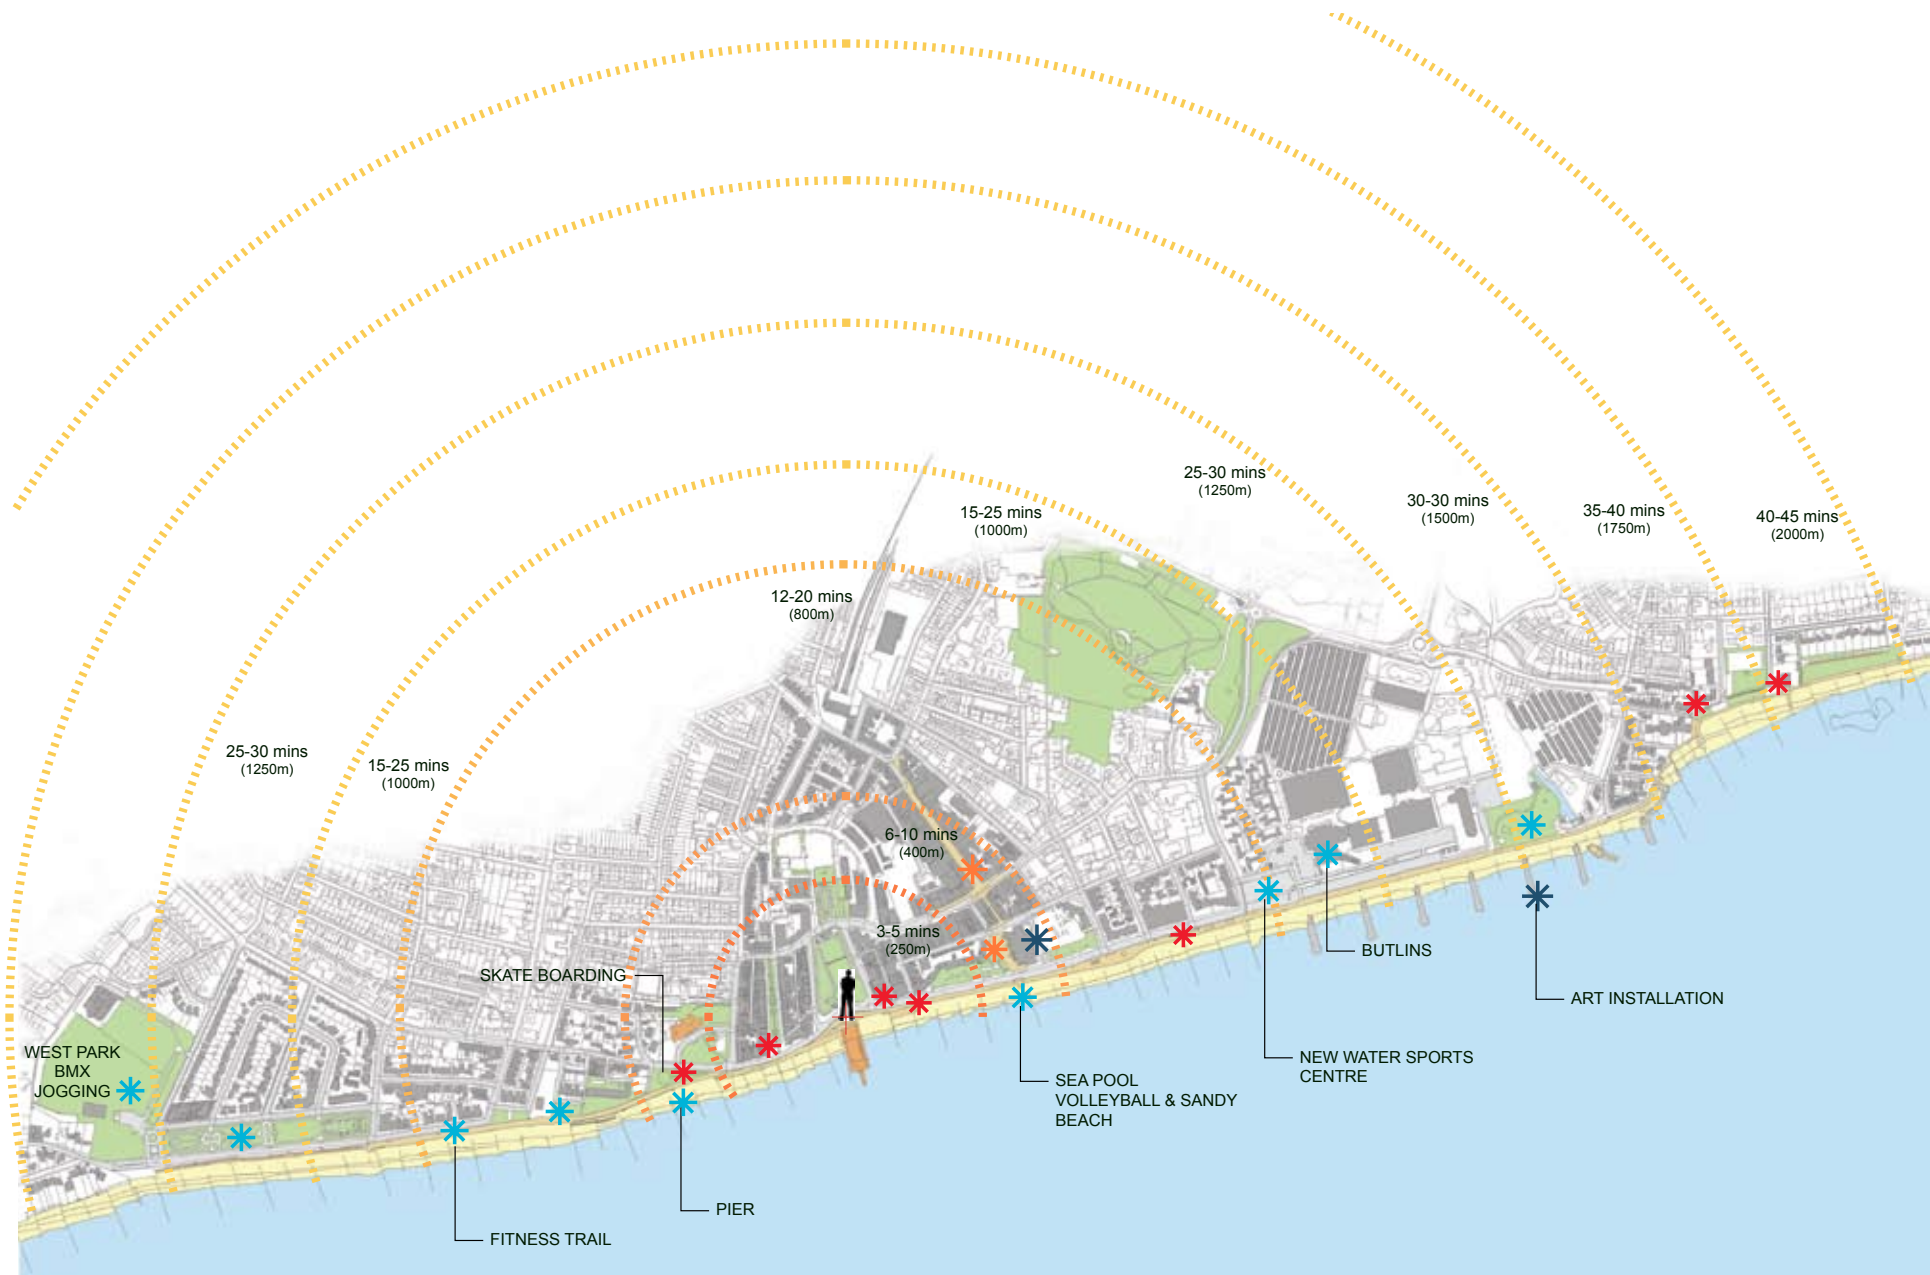 25-30 mins
(1250m)
30-30 mins
(1500m)
35-40 mins
(1750m)
40-45 mins
(2000m)
15-25 mins
(1000m)
12-20 mins
(800m)
25-30 mins
(1250m)
15-25 mins
(1000m)
6-10 mins
(400m)
3-5 mins
(250m)
SKATE BOARDING
BUTLINS
ART INSTALLATION
WEST PARK
BMX
JOGGING
NEW WATER SPORTS
CENTRE
SEA POOL
VOLLEYBALL & SANDY
BEACH
PIER
FITNESS TRAIL